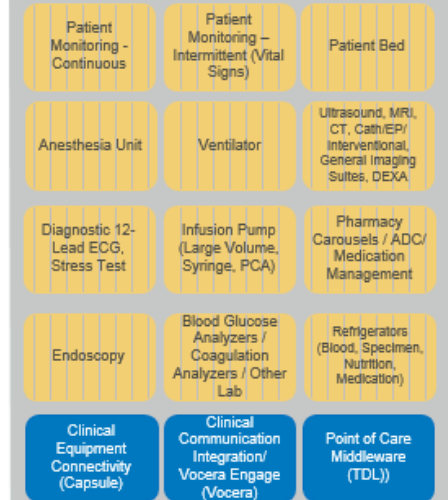 Patient
Monitoring -
Continuous
Patient
Monitoring –
Intermittent (Vital
Signs)
Patient Bed
Anesthesia Unit
Ventilator
Ultrasound, MRI,
CT, Cath/EP/
Interventional,
General Imaging
Suites, DEXA
Diagnostic 12-
Lead ECG,
Stress Test
Infusion Pump
(Large Volume,
Syringe, PCA)
Pharmacy
Carousels / ADC/
Medication
Management
Endoscopy
Blood Glucose
Analyzers /
Coagulation
Analyzers / Other
Lab
Refrigerators
(Blood, Specimen,
Nutrition,
Medication)
Clinical
Equipment
Connectivity
(Capsule)
Clinical
Communication
Integration/
Vocera Engage
(Vocera)
Point of Care
Middleware
(TDL))